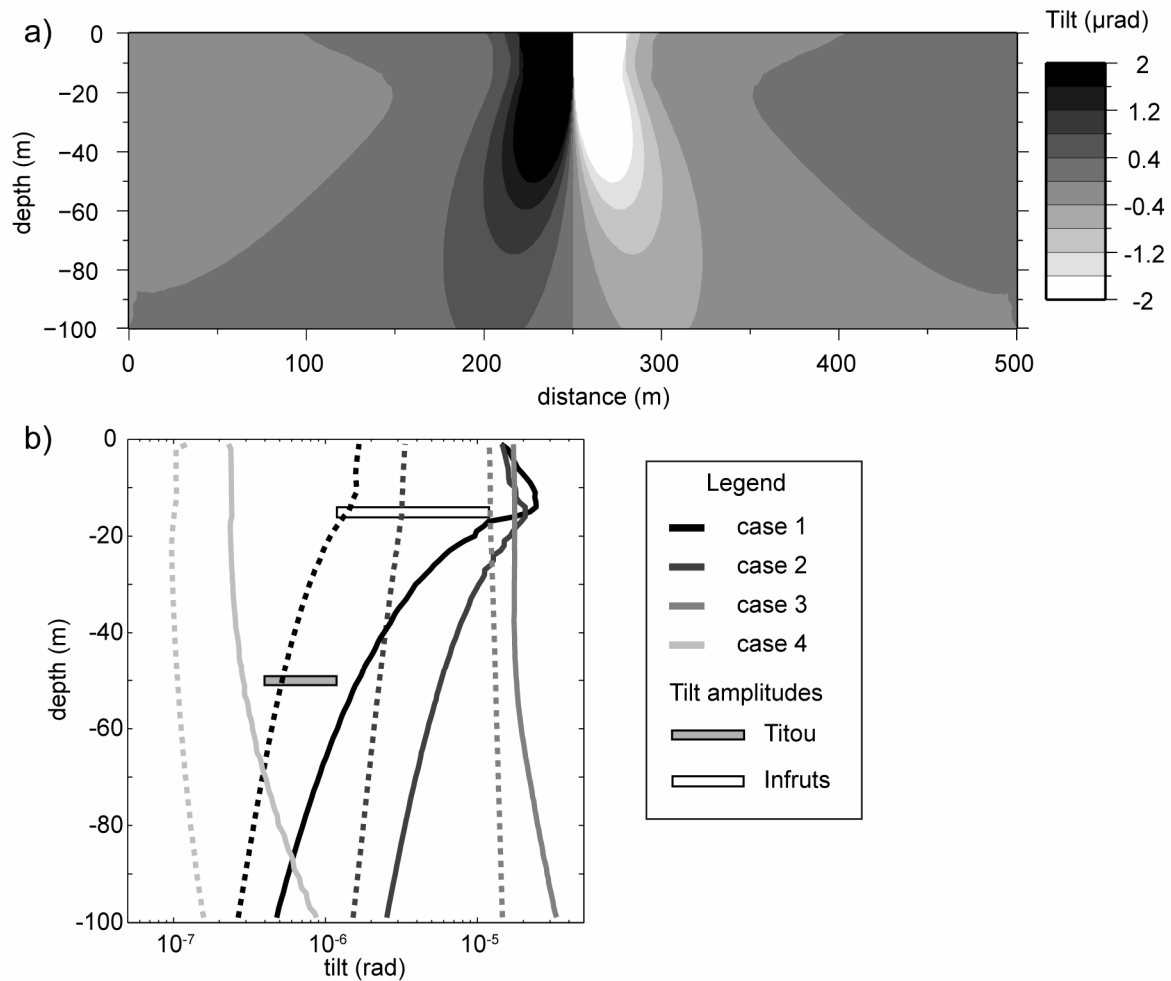 a)
Tilt (μrad)
0
−20
−40
−60
−80
−100
depth (m)
0
100
200
300
400
500
distance (m)
2
1.2
0.4
-0.4
-1.2
-2
b)
0
-20
-40
-60
-80
-100
depth (m)
10-7
10-6
10-5
tilt (rad)
Legend
case 1
case 2
case 3
case 4
Tilt amplitudes
Titou
Infruts